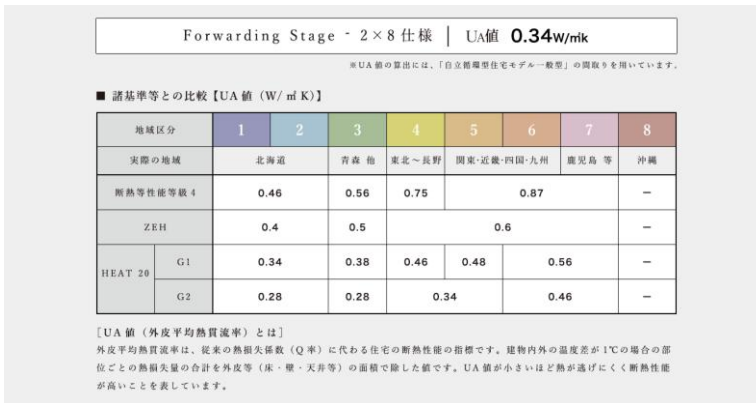 Forwarding Stage - 2×8仕様 | UA値 0.34W/㎡k
※UA値の算出には、「自立循環型住宅モデル一般型」の間取りを用いています。
■ 諸基準等との比較【UA値（W/㎡K）】
地域区分 1 2 3 4 5 6 7 8
実際の地域 北海道 青森 他 東北～長野 関東・近畿・四国・九州 鹿児島 等 沖縄
断熱等性能等級4 0.46 0.56 0.75 0.87 －
ZEH 0.4 0.5 0.6 －
HEAT 20
G1 0.34 0.38 0.46 0.48 0.56 －
G2 0.28 0.28 0.34 0.46 －
［UA値（外皮平均熱貫流率）とは］
外皮平均熱貫流率は、従来の熱損失係数（Q率）に代わる住宅の断熱性能の指標です。建物内外の温度差が1℃の場合の部
位ごとの熱損失量の合計を外皮等（床・壁・天井等）の面積で除した値です。UA値が小さいほど熱が逃げにくく断熱性能
が高いことを表しています。